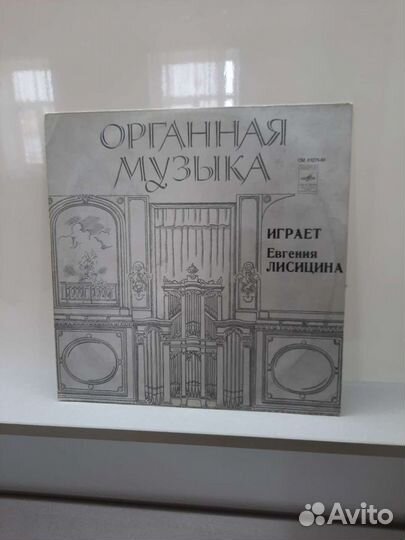 ОРГАННАЯ
МУЗЫКА
ИГРАЕТ
Евгения
ЛИСИЦИНА
Avito